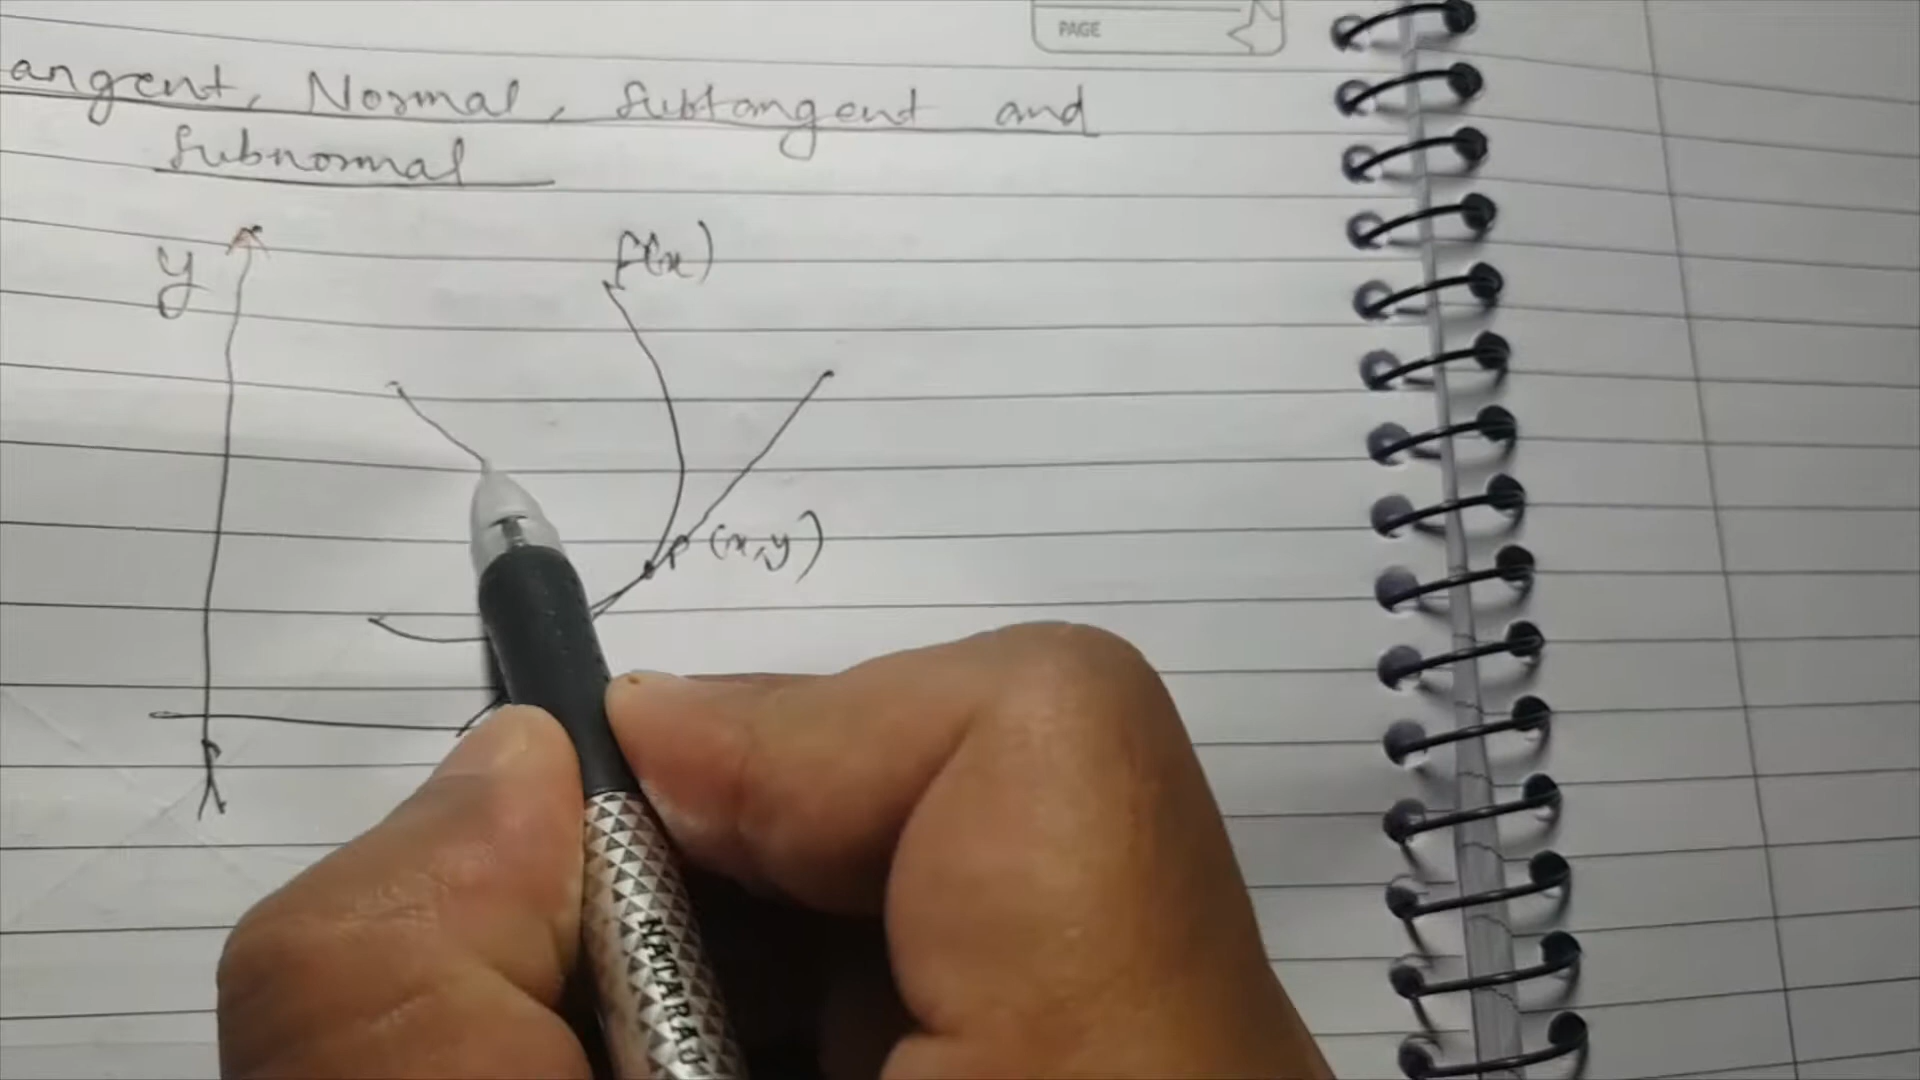 angent, Normal, Subtangent and
Subnormal
PAGE
y
f(x)
P (x,y)
NATARAJ